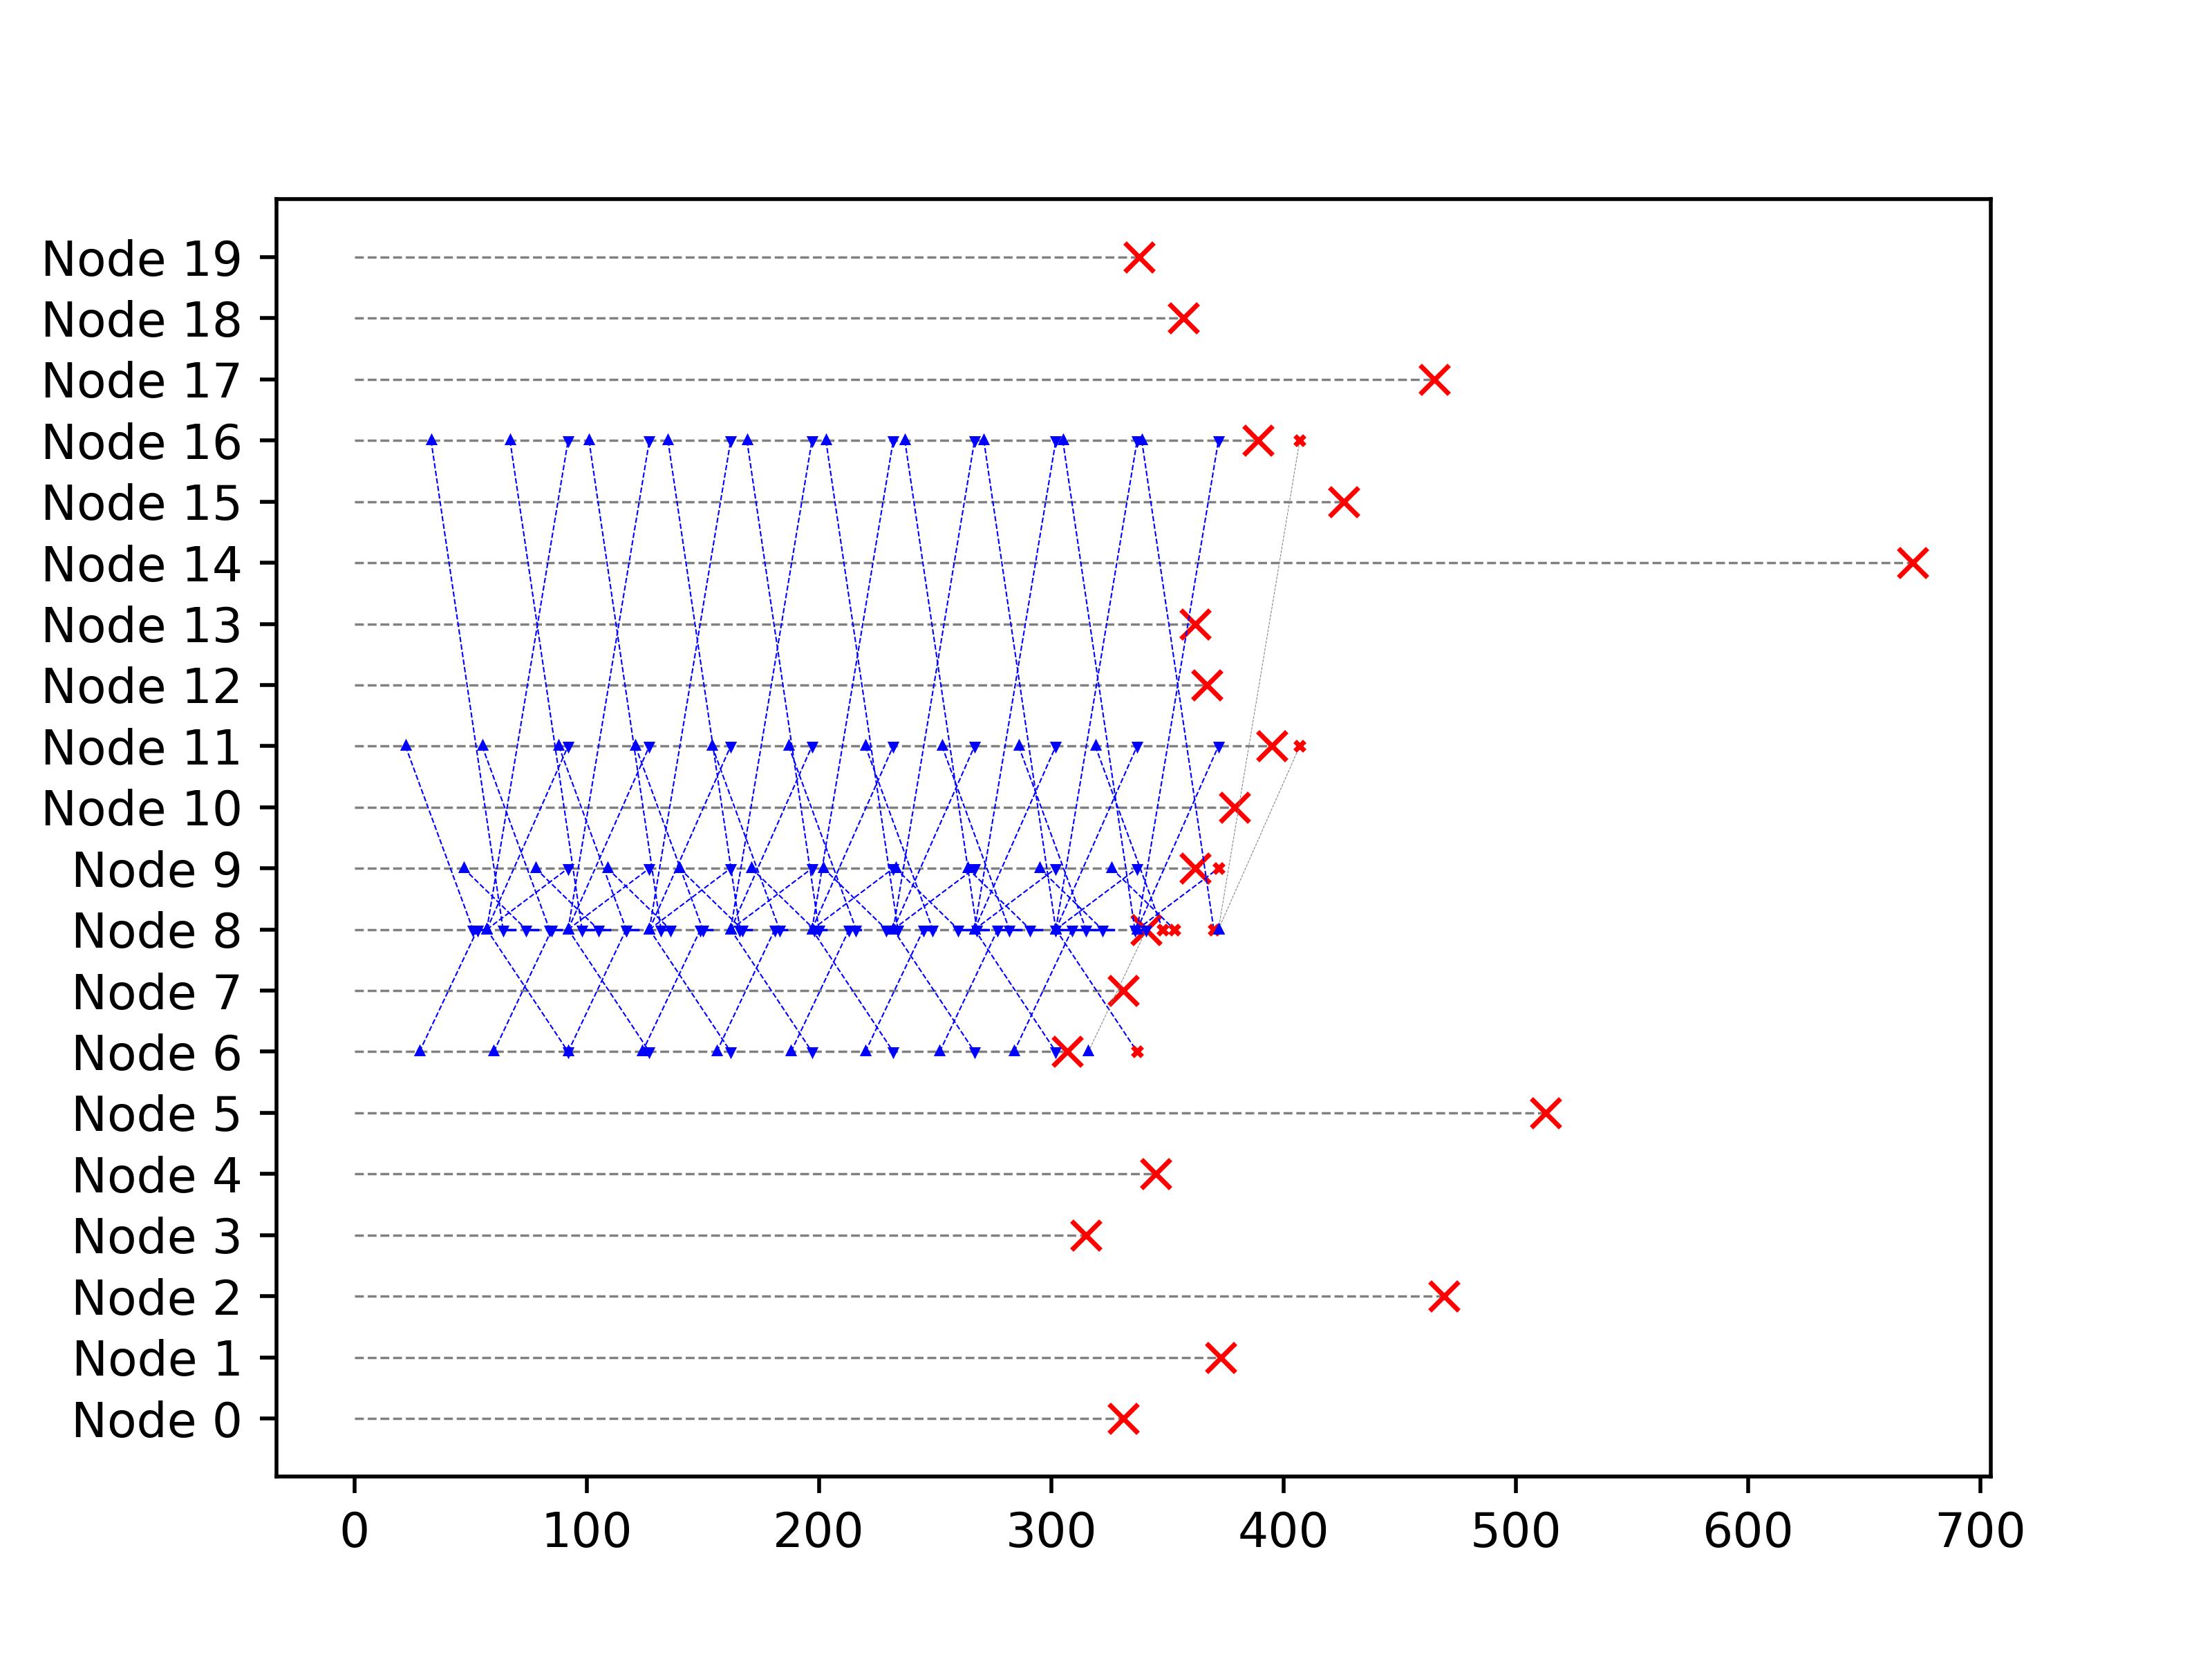 Node 19
Node 18
Node 17
Node 16
Node 15
Node 14
Node 13
Node 12
Node 11
Node 10
Node 9
Node 8
Node 7
Node 6
Node 5
Node 4
Node 3
Node 2
Node 1
Node 0
0 100 200 300 400 500 600 700